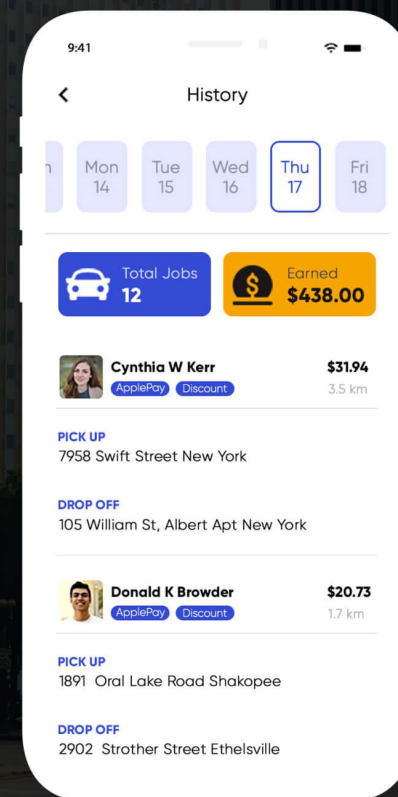 9:41
History
n
Mon
14
Tue
15
Wed
16
Thu
17
Fri
18
Total Jobs
12
Earned
$438.00
Cynthia W Kerr
$31.94
ApplePay Discount
3.5 km
PICK UP
7958 Swift Street New York
DROP OFF
105 William St, Albert Apt New York
Donald K Browder
$20.73
ApplePay Discount
1.7 km
PICK UP
1891 Oral Lake Road Shakopee
DROP OFF
2902 Strother Street Ethelsville